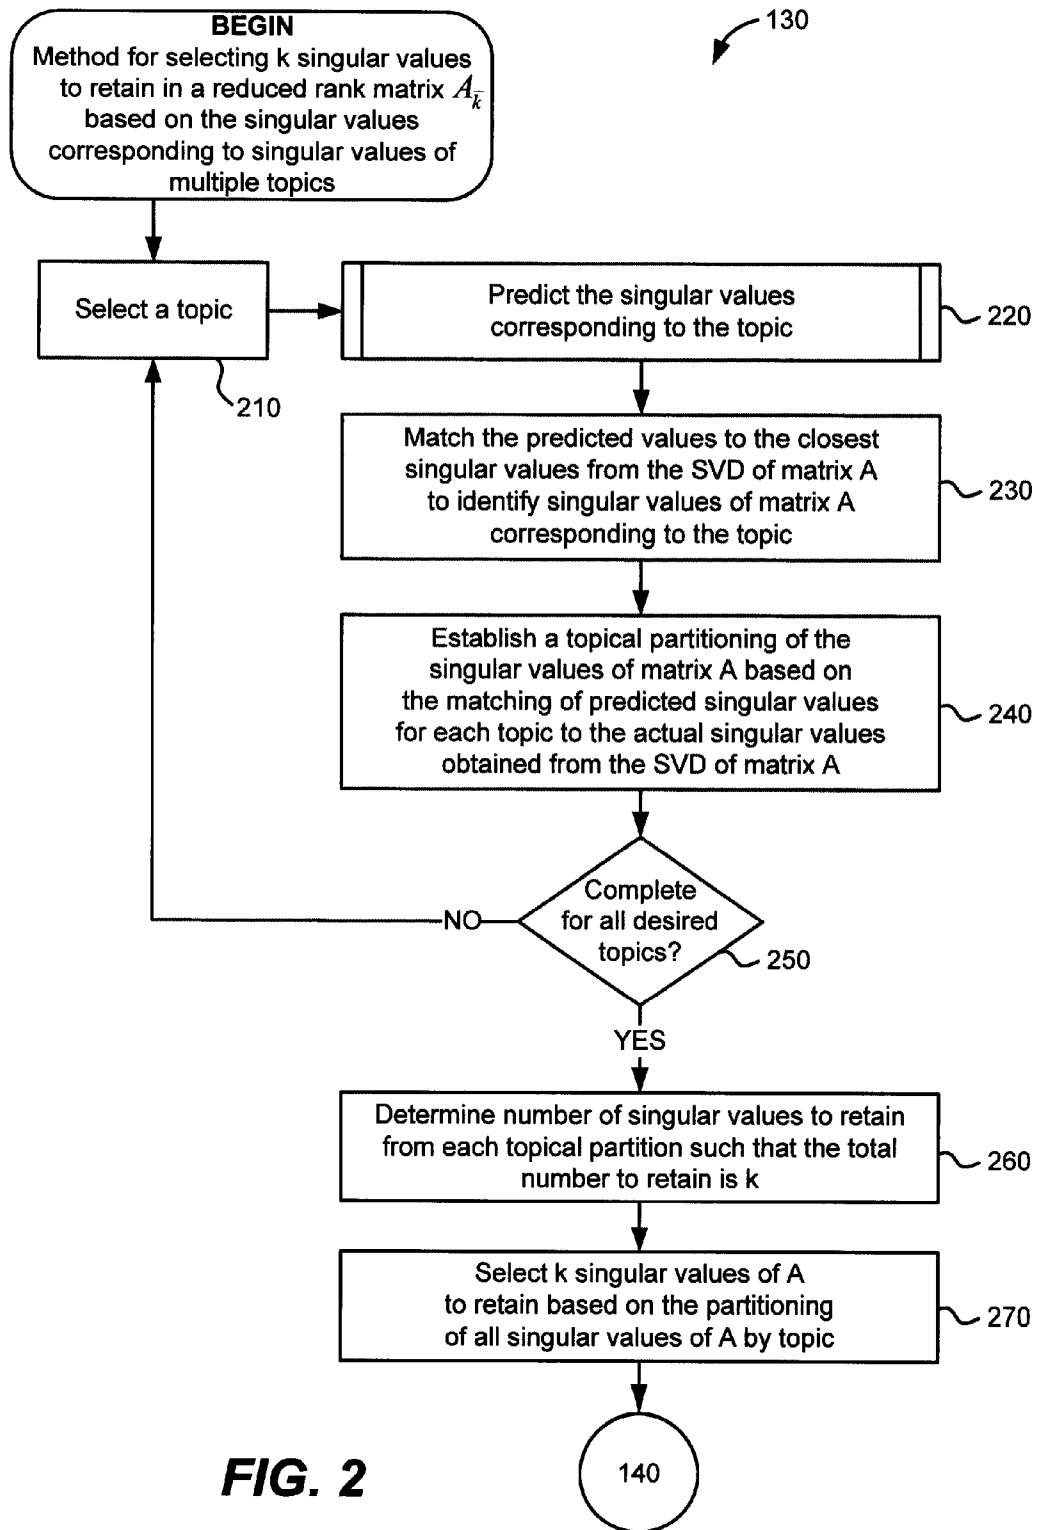 130
BEGIN
Method for selecting k singular values
to retain in a reduced rank matrix A_k̄
based on the singular values
corresponding to singular values of
multiple topics
Select a topic
210
Predict the singular values
corresponding to the topic
220
Match the predicted values to the closest
singular values from the SVD of matrix A
to identify singular values of matrix A
corresponding to the topic
230
Establish a topical partitioning of the
singular values of matrix A based on
the matching of predicted singular values
for each topic to the actual singular values
obtained from the SVD of matrix A
240
Complete
for all desired
topics?
250
NO
YES
Determine number of singular values to retain
from each topical partition such that the total
number to retain is k
260
Select k singular values of A
to retain based on the partitioning
of all singular values of A by topic
270
140
FIG. 2